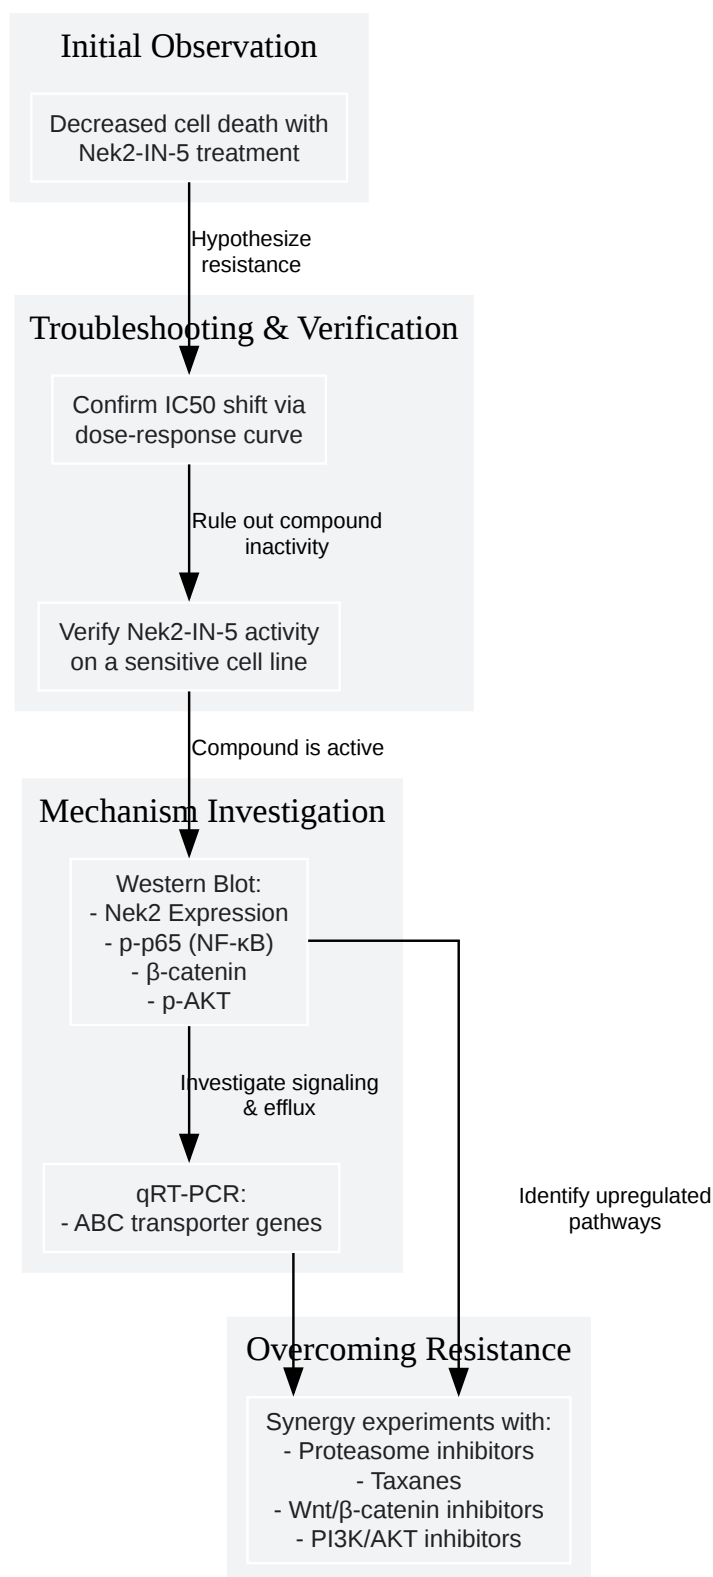 Initial Observation
Decreased cell death with
Nek2-IN-5 treatment
Hypothesize
resistance
Troubleshooting & Verification
Confirm IC50 shift via
dose-response curve
Rule out compound
inactivity
Verify Nek2-IN-5 activity
on a sensitive cell line
Compound is active
Mechanism Investigation
Western Blot:
- Nek2 Expression
- p-p65 (NF-κB)
- β-catenin
- p-AKT
Investigate signaling
& efflux
qRT-PCR:
- ABC transporter genes
Identify upregulated
pathways
Overcoming Resistance
Synergy experiments with:
- Proteasome inhibitors
- Taxanes
- Wnt/β-catenin inhibitors
- PI3K/AKT inhibitors